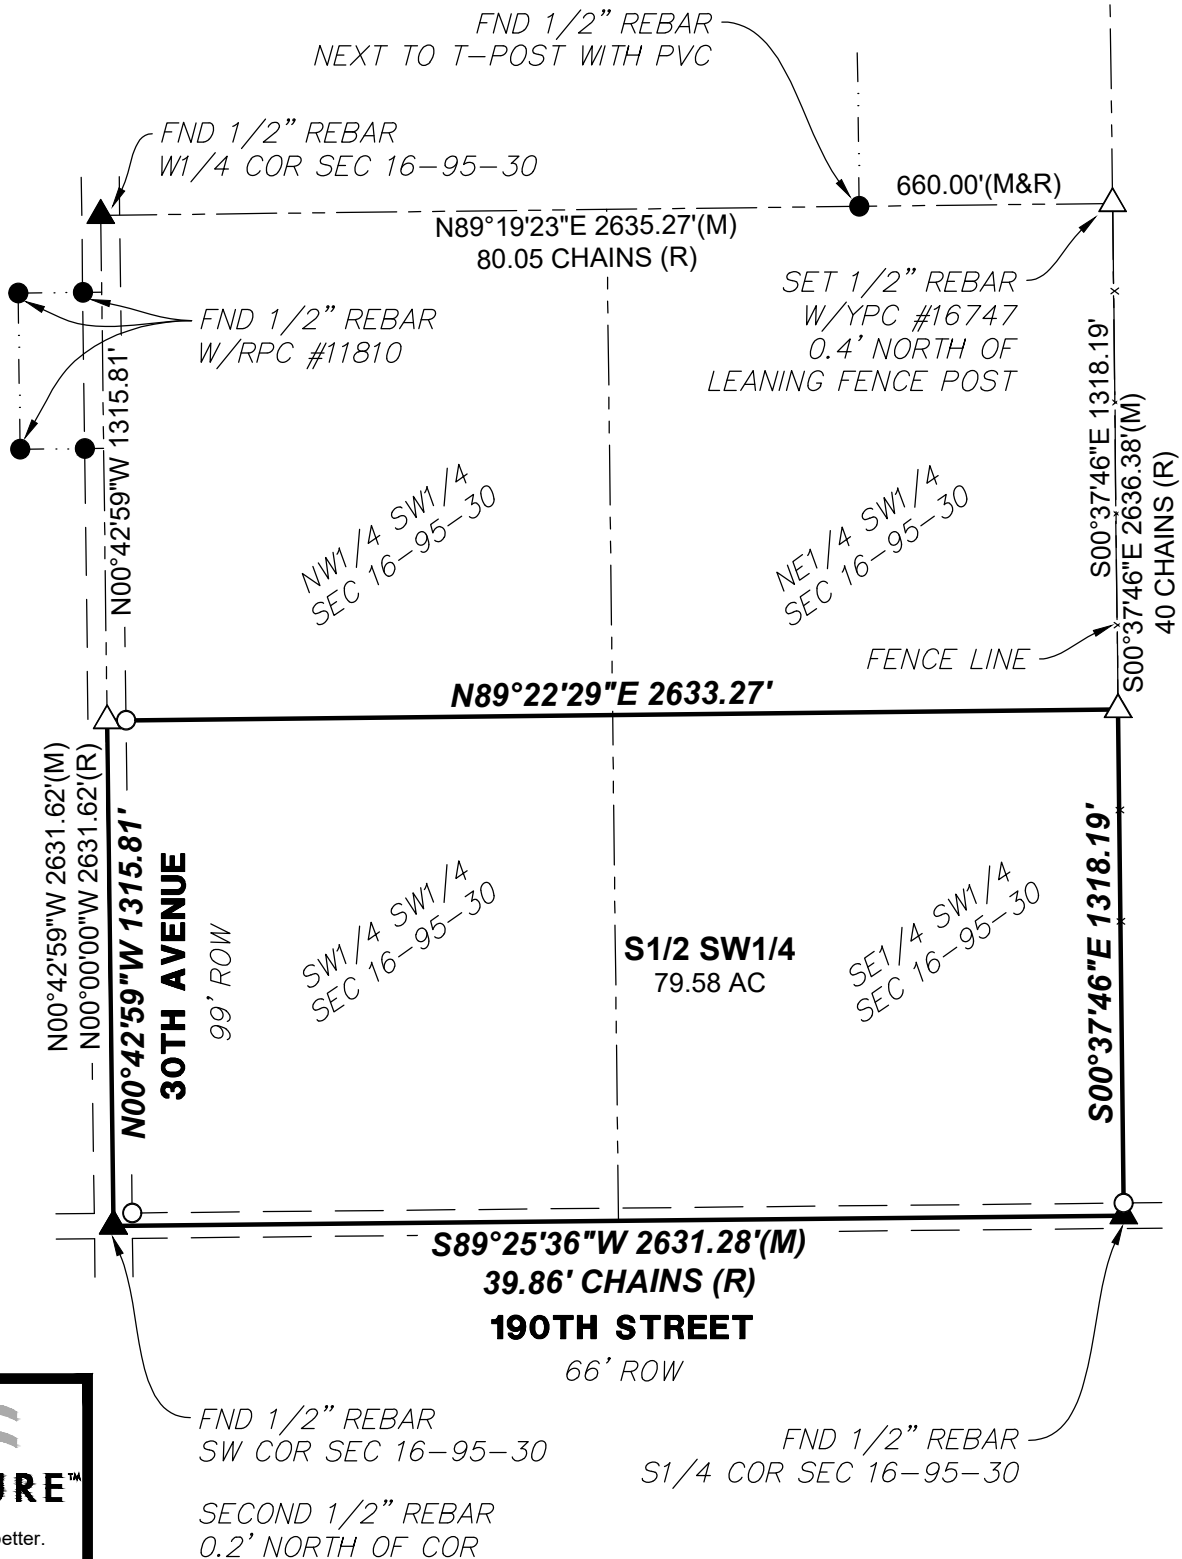 FND 1/2" REBAR
NEXT TO T-POST WITH PVC
FND 1/2" REBAR
W1/4 COR SEC 16-95-30
660.00'(M&R)
N89°19'23"E 2635.27'(M)
80.05 CHAINS (R)
SET 1/2" REBAR
W/YPC #16747
0.4' NORTH OF
LEANING FENCE POST
FND 1/2" REBAR
W/RPC #11810
N00°42'59"W 1315.81'
S00°37'46"E 1318.19'
S00°37'46"E 2636.38'(M)
40 CHAINS (R)
NW1/4 SW1/4
SEC 16-95-30
NE1/4 SW1/4
SEC 16-95-30
FENCE LINE
N89°22'29"E 2633.27'
N00°42'59"W 2631.62'(M)
N00°00'00"W 2631.62'(R)
N00°42'59"W 1315.81'
30TH AVENUE
99' ROW
SW1/4 SW1/4
SEC 16-95-30
S1/2 SW1/4
79.58 AC
SE1/4 SW1/4
SEC 16-95-30
S00°37'46"E 1318.19'
S89°25'36"W 2631.28'(M)
39.86' CHAINS (R)
190TH STREET
66' ROW
FND 1/2" REBAR
SW COR SEC 16-95-30
SECOND 1/2" REBAR
0.2' NORTH OF COR
FND 1/2" REBAR
S1/4 COR SEC 16-95-30